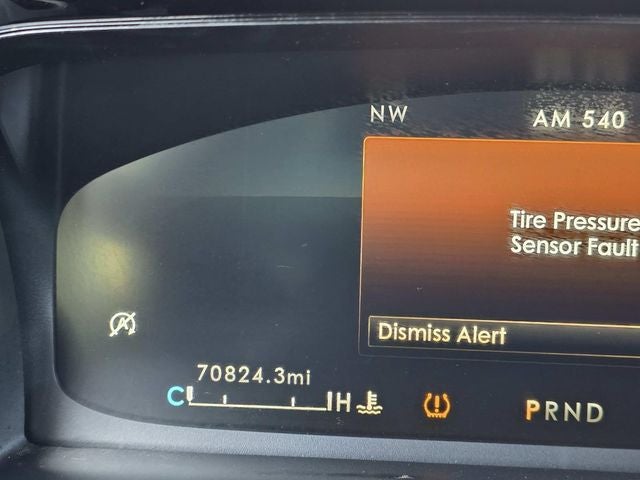 NW
AM 540
Tire Pressure
Sensor Fault
Dismiss Alert
70824.3mi
C H
PRND